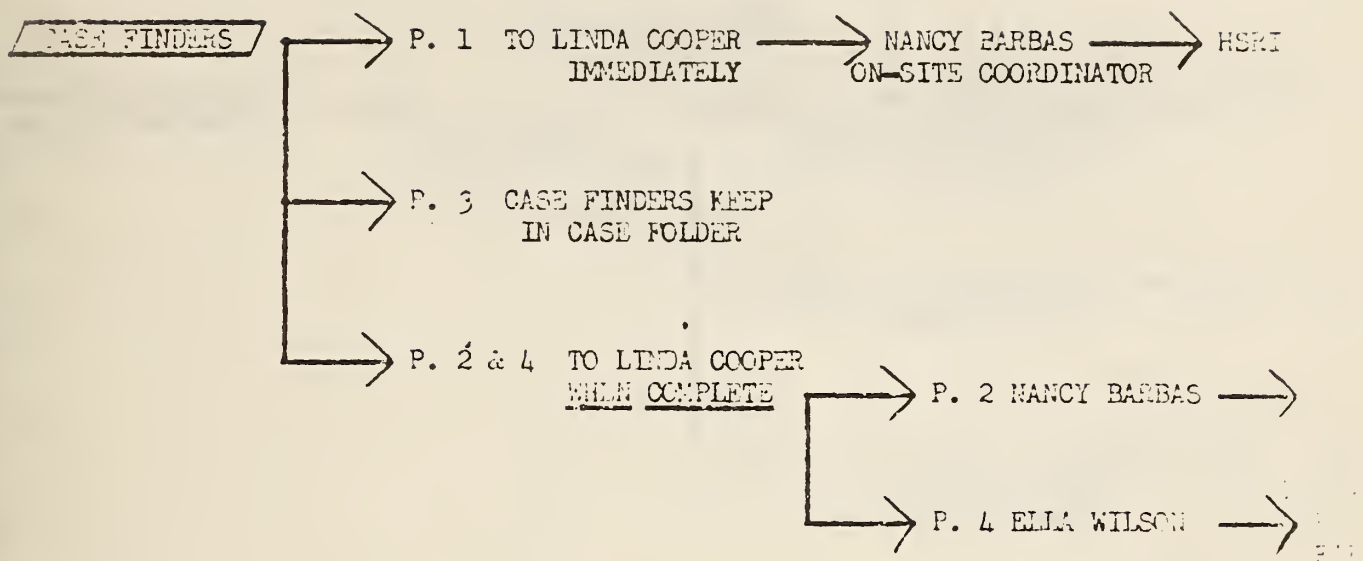 CASE FINDERS
P. 1 TO LINDA COOPER
IMMEDIATELY
NANCY BARBAS
ON-SITE COORDINATOR
HSRI
P. 3 CASE FINDERS KEEP
IN CASE FOLDER
P. 2 & 4 TO LINDA COOPER
WHEN COMPLETE
P. 2 NANCY BARBAS
P. 4 ELLA WILSON